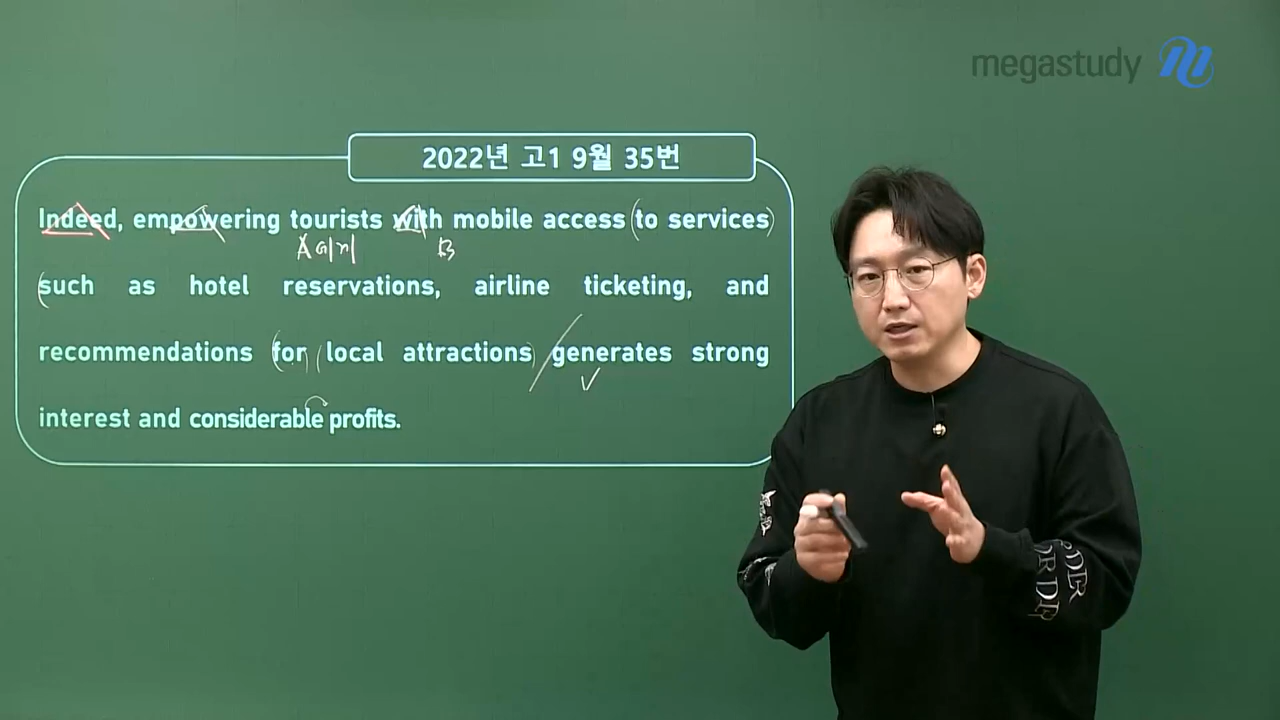 megastudy
2022년 고1 9월 35번
Indeed, empowering tourists with mobile access (to services)
A 에게 B
(such as hotel reservations, airline ticketing, and
recommendations (for) (local attractions) / generates strong
V
interest and considerable profits.